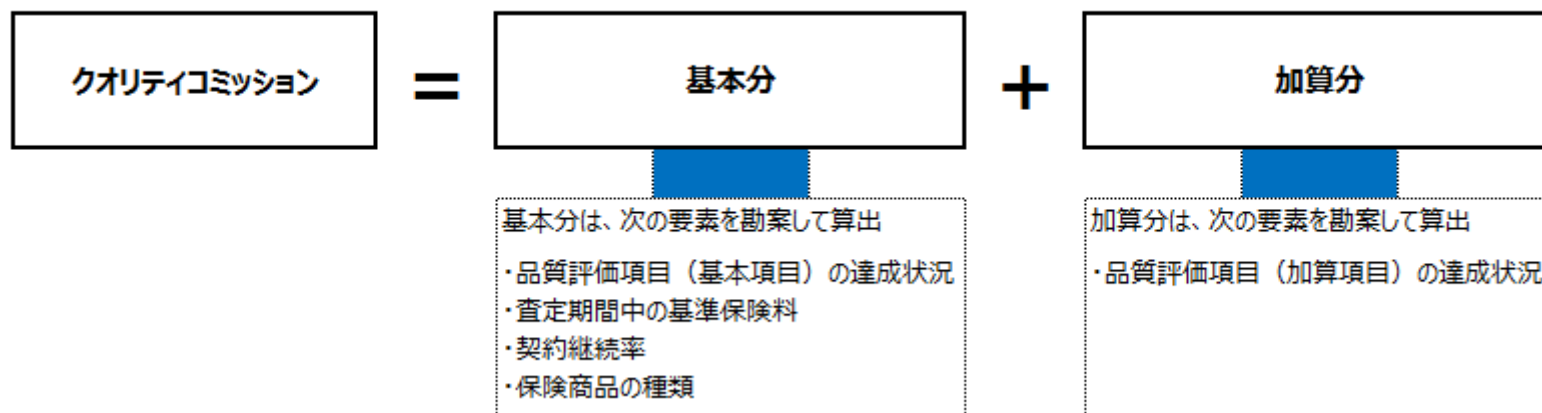 クオリティコミッション = 基本分 + 加算分
基本分は、次の要素を勘案して算出
・品質評価項目（基本項目）の達成状況
・査定期間中の基準保険料
・契約継続率
・保険商品の種類
加算分は、次の要素を勘案して算出
・品質評価項目（加算項目）の達成状況